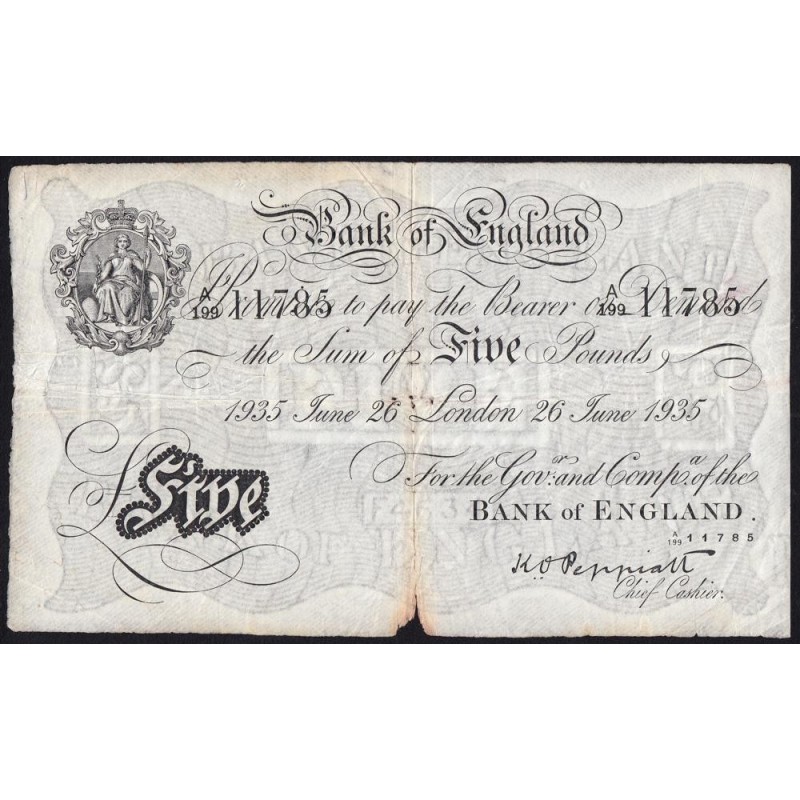 Bank of England
A/199 11785 A/199 11785
I Promise to pay the Bearer on Demand
the Sum of Five Pounds
1935 June 26 London 26 June 1935
For the Govr. and Compa. of the
BANK of ENGLAND.
£Five
A/199 11785
K.O. Peppiatt
Chief Cashier.